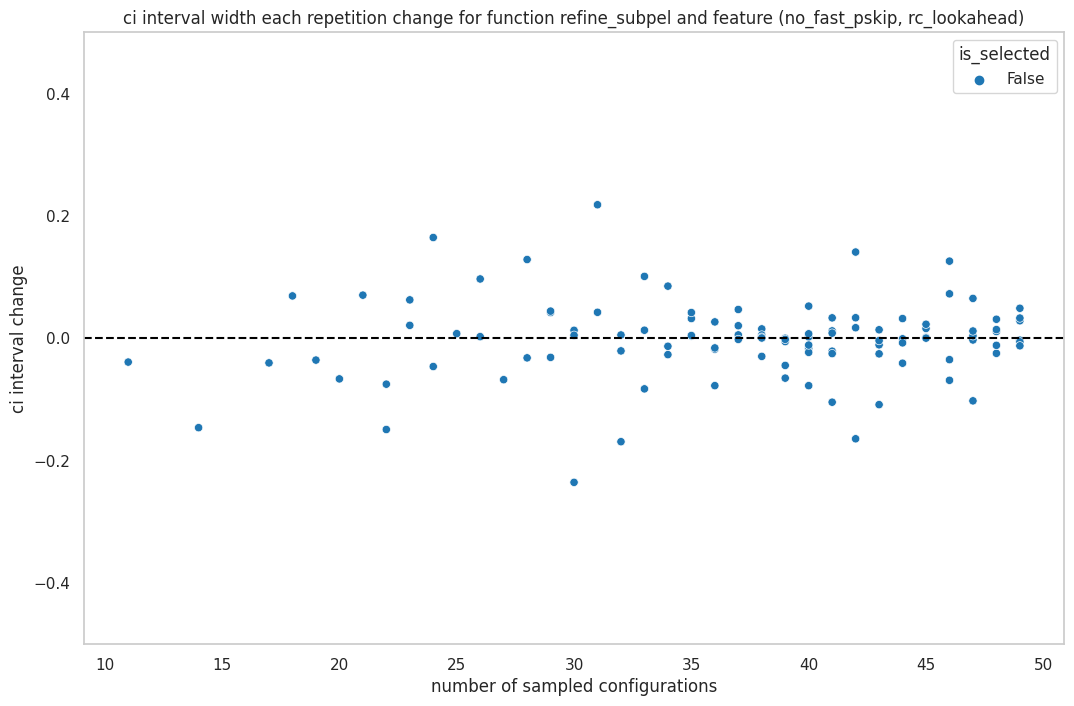 ci interval width each repetition change for function refine_subpel and feature (no_fast_pskip, rc_lookahead)
is_selected
False
0.4
0.2
0.0
−0.2
−0.4
ci interval change
10 15 20 25 30 35 40 45 50
number of sampled configurations